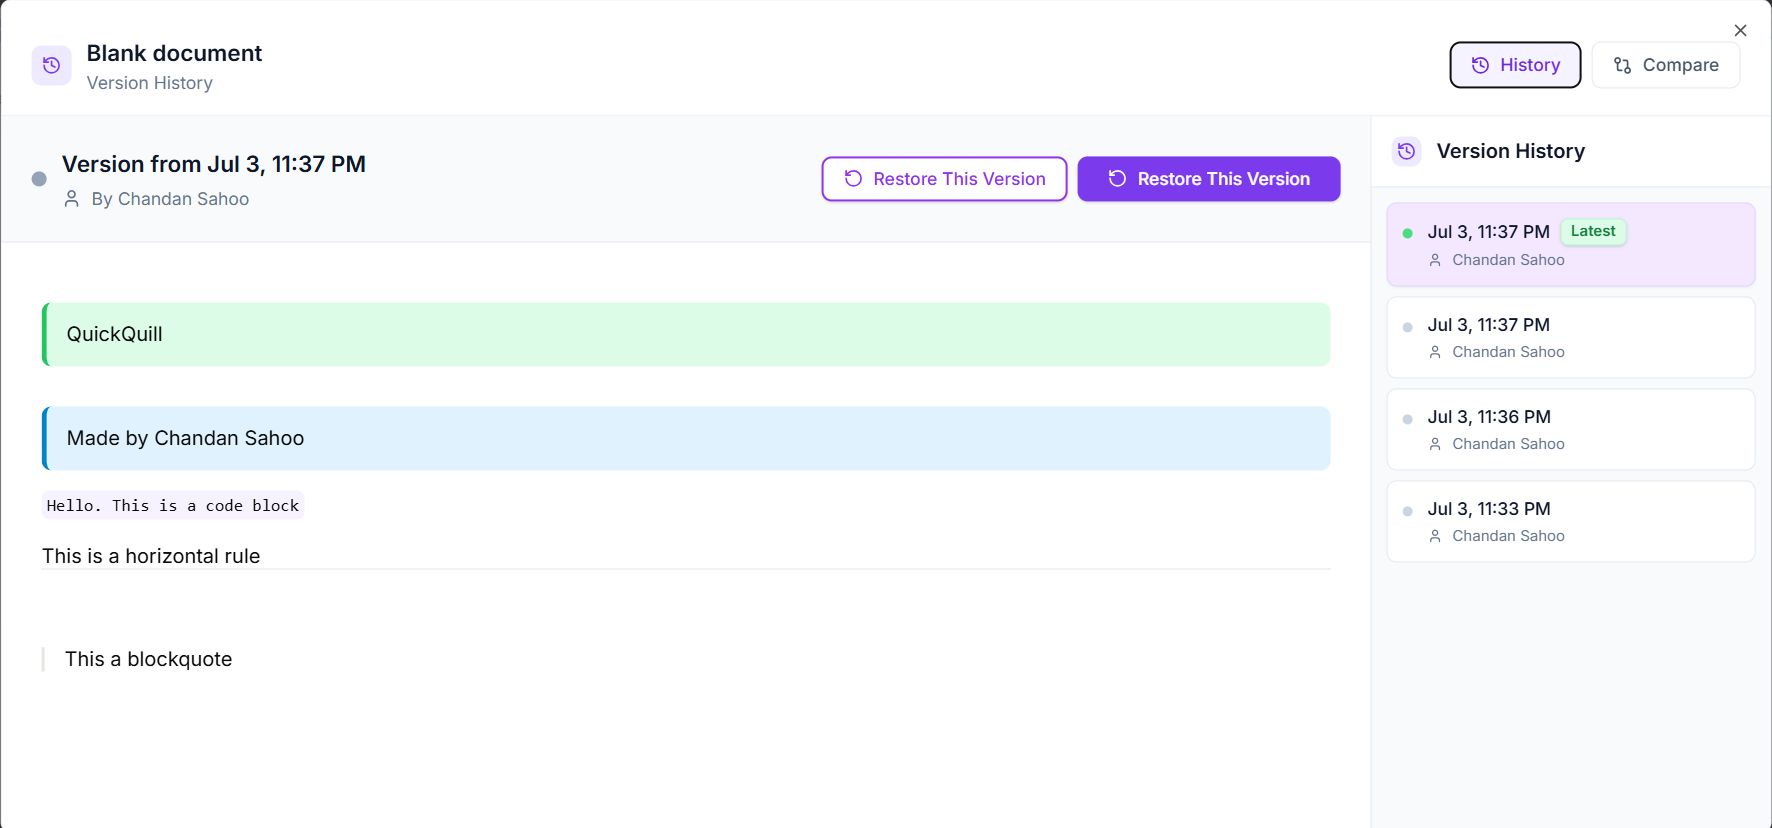 Blank document
Version History
History
Compare
Version from Jul 3, 11:37 PM
By Chandan Sahoo
Restore This Version
Restore This Version
QuickQuill
Made by Chandan Sahoo
Hello. This is a code block
This is a horizontal rule
This a blockquote
Version History
Jul 3, 11:37 PM Latest
Chandan Sahoo
Jul 3, 11:37 PM
Chandan Sahoo
Jul 3, 11:36 PM
Chandan Sahoo
Jul 3, 11:33 PM
Chandan Sahoo